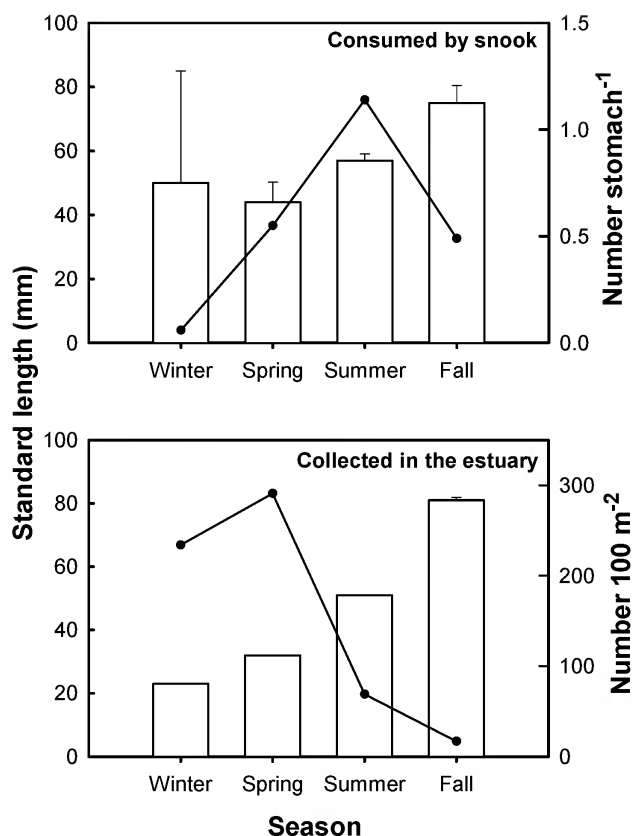 Consumed by snook
100
80
60
40
20
0
1.5
1.0
0.5
0.0
Number stomach⁻¹
Winter Spring Summer Fall
Standard length (mm)
Collected in the estuary
100
80
60
40
20
0
300
200
100
0
Number 100 m⁻²
Winter Spring Summer Fall
Season